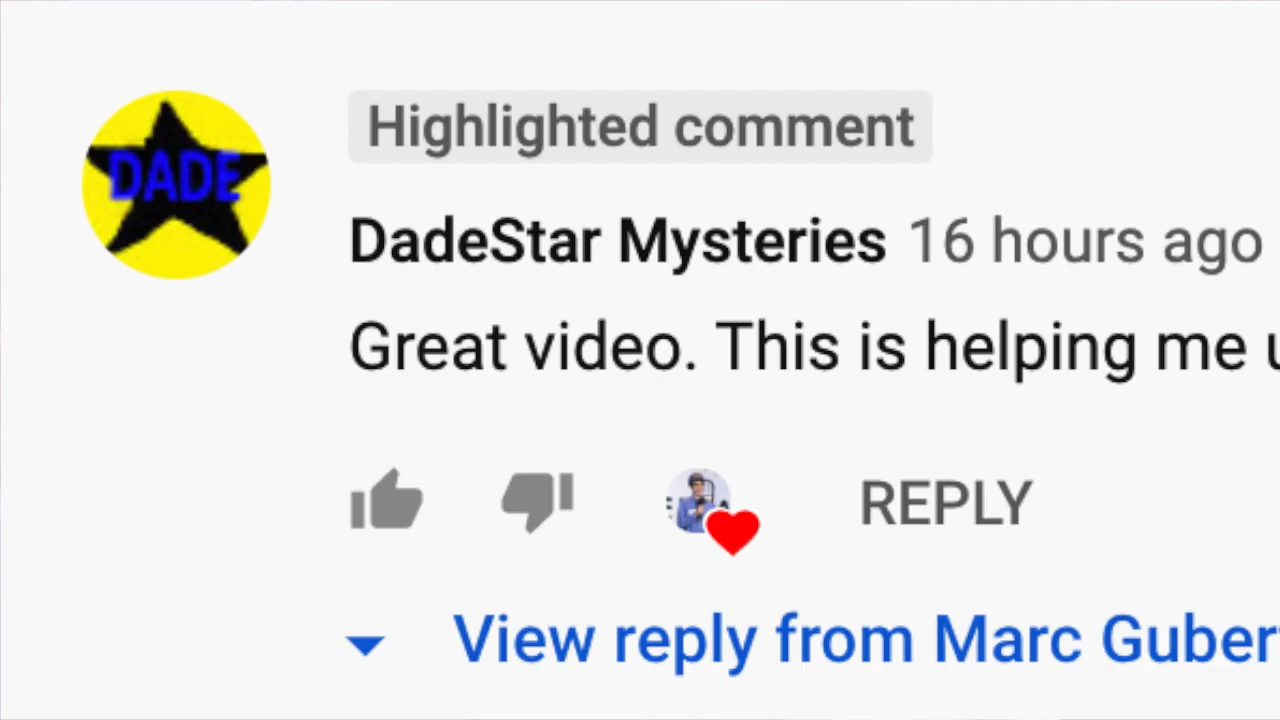 DADE
Highlighted comment
DadeStar Mysteries 16 hours ago
Great video. This is helping me
REPLY
View reply from Marc Guber